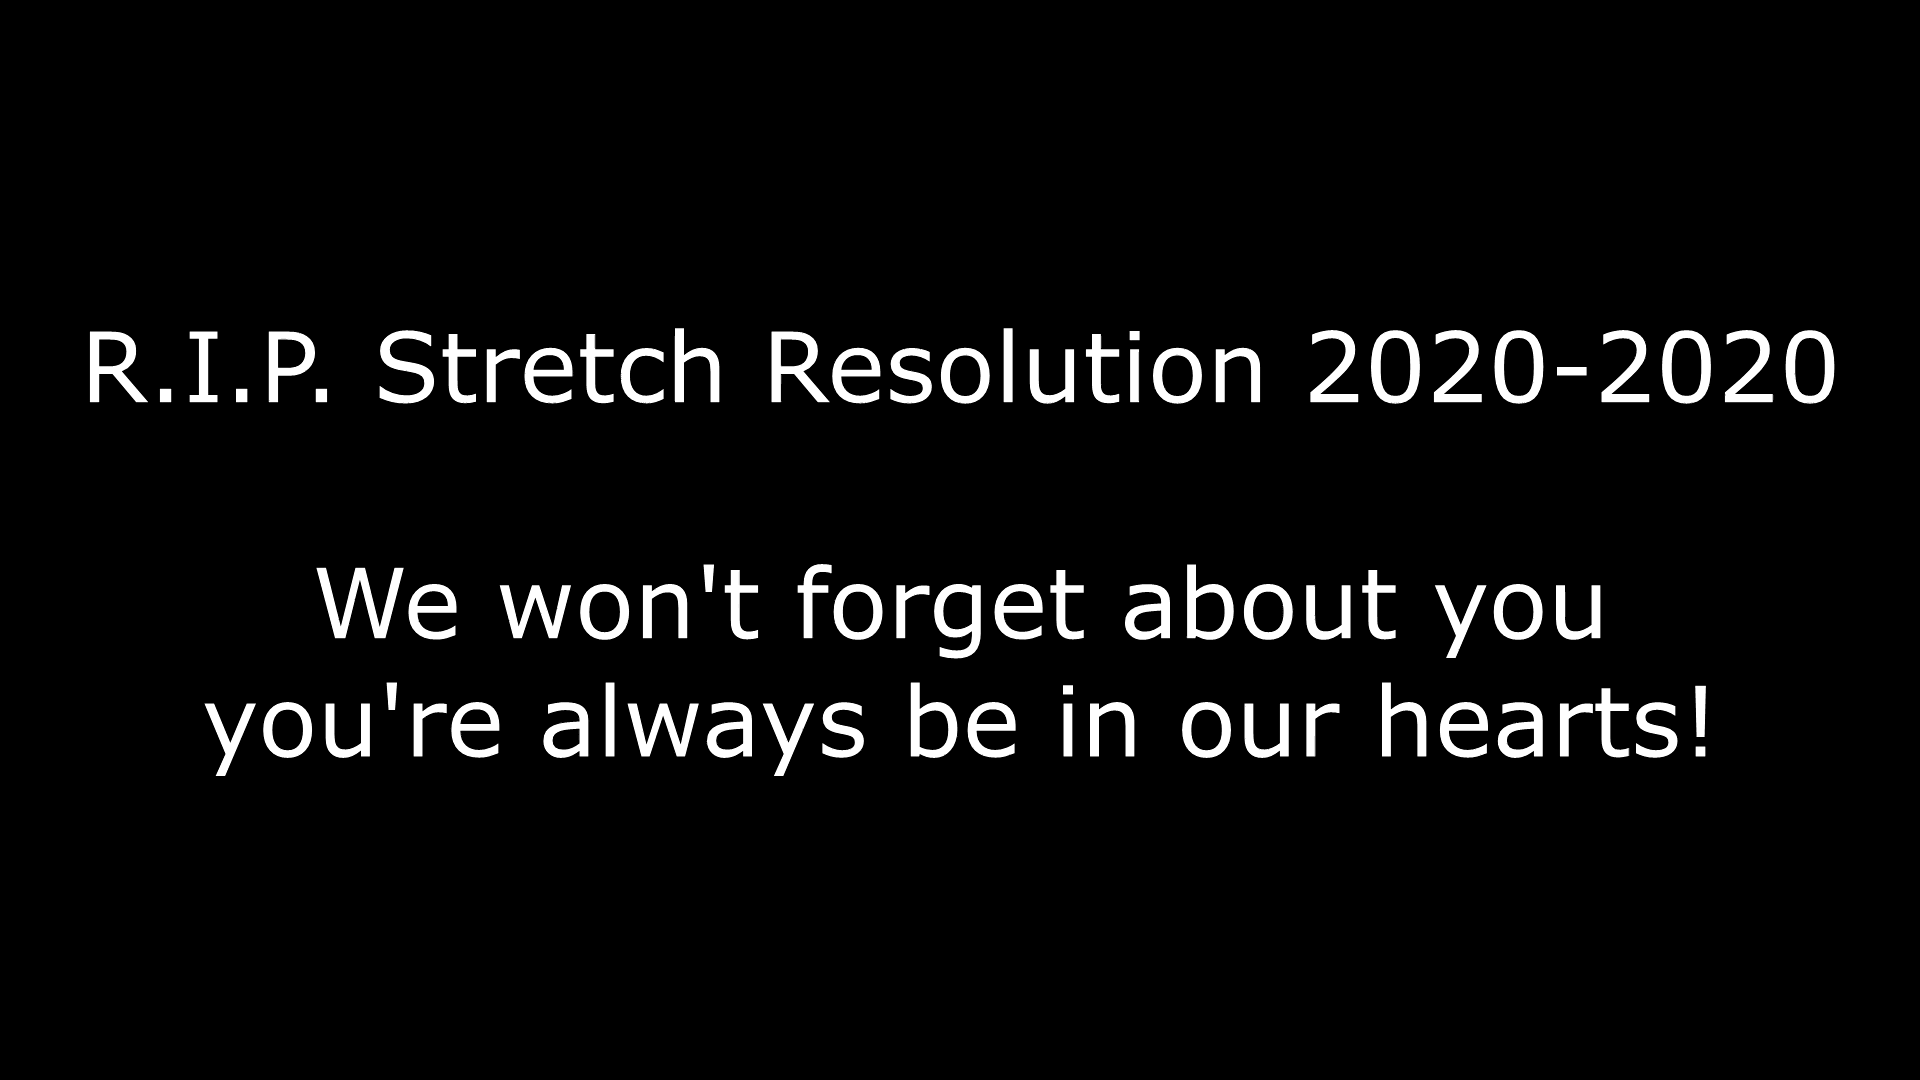 R.I.P. Stretch Resolution 2020-2020
We won't forget about you
you're always be in our hearts!